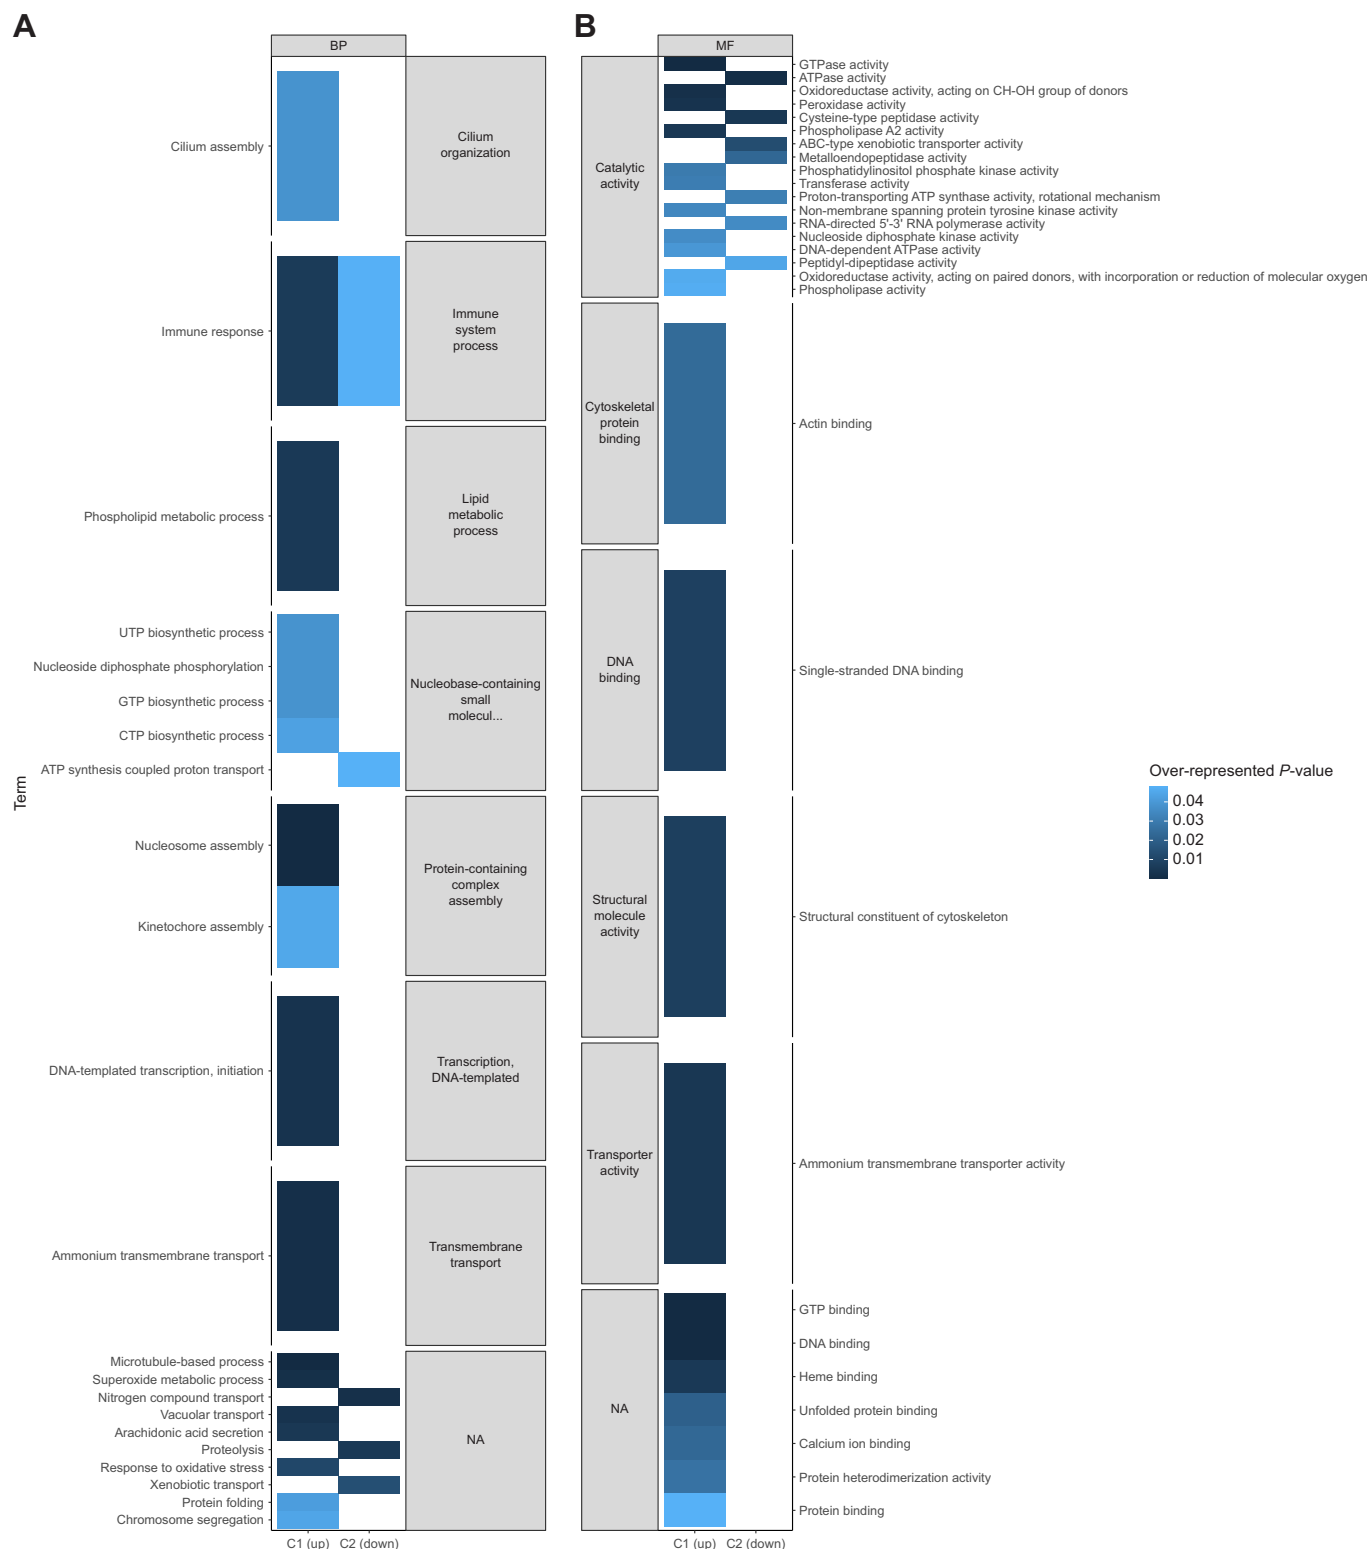 A
BP
Term
Cilium assembly
Cilium
organization
Immune response
Immune
system
process
Phospholipid metabolic process
Lipid
metabolic
process
UTP biosynthetic process
Nucleoside diphosphate phosphorylation
GTP biosynthetic process
CTP biosynthetic process
ATP synthesis coupled proton transport
Nucleobase-containing
small
molecul...
Nucleosome assembly
Kinetochore assembly
Protein-containing
complex
assembly
DNA-templated transcription, initiation
Transcription,
DNA-templated
Ammonium transmembrane transport
Transmembrane
transport
Microtubule-based process
Superoxide metabolic process
Nitrogen compound transport
Vacuolar transport
Arachidonic acid secretion
Proteolysis
Response to oxidative stress
Xenobiotic transport
Protein folding
Chromosome segregation
NA
C1 (up) C2 (down)
B
MF
Catalytic
activity
GTPase activity
ATPase activity
Oxidoreductase activity, acting on CH-OH group of donors
Peroxidase activity
Cysteine-type peptidase activity
Phospholipase A2 activity
ABC-type xenobiotic transporter activity
Metalloendopeptidase activity
Phosphatidylinositol phosphate kinase activity
Transferase activity
Proton-transporting ATP synthase activity, rotational mechanism
Non-membrane spanning protein tyrosine kinase activity
RNA-directed 5'-3' RNA polymerase activity
Nucleoside diphosphate kinase activity
DNA-dependent ATPase activity
Peptidyl-dipeptidase activity
Oxidoreductase activity, acting on paired donors, with incorporation or reduction of molecular oxygen
Phospholipase activity
Cytoskeletal
protein
binding
Actin binding
DNA
binding
Single-stranded DNA binding
Structural
molecule
activity
Structural constituent of cytoskeleton
Transporter
activity
Ammonium transmembrane transporter activity
NA
GTP binding
DNA binding
Heme binding
Unfolded protein binding
Calcium ion binding
Protein heterodimerization activity
Protein binding
C1 (up) C2 (down)
Over-represented P-value
0.04
0.03
0.02
0.01